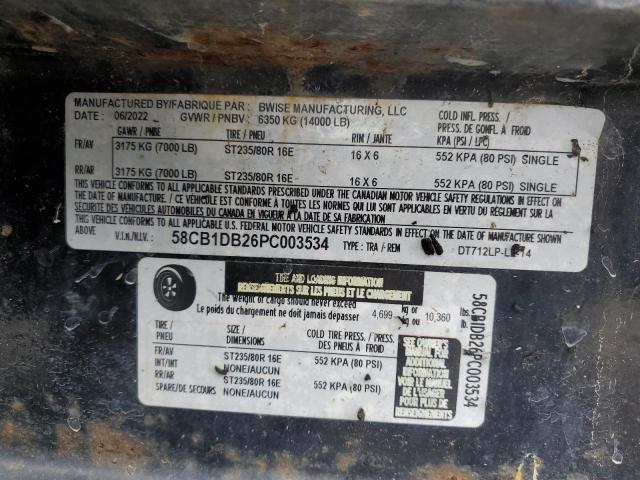 MANUFACTURED BY/FABRIQUÉ PAR : BWISE MANUFACTURING, LLC
DATE : 06/2022 GVWR / PNBV : 6350 KG (14000 LB)
COLD INFL. PRESS. /
PRESS. DE GONFL. A FROID
GAWR / PNBE TIRE / PNEU RIM / JANTE KPA (PSI / LPC)
FR/AV 3175 KG (7000 LB) ST235/80R 16E 16 X 6 552 KPA (80 PSI) SINGLE
RR/AR 3175 KG (7000 LB) ST235/80R 16E 16 X 6 552 KPA (80 PSI) SINGLE
THIS VEHICLE CONFORMS TO ALL APPLICABLE STANDARDS PRESCRIBED UNDER THE CANADIAN MOTOR VEHICLE SAFETY REGULATIONS
IN EFFECT ON THE DATE OF MANUFACTURE. / CE VÉHICULE EST CONFORME À TOUTES LES NORMES QUI LUI SONT APPLICABLES EN VERTU DU RÈGLEMENT SUR LA
SÉCURITÉ DES VÉHICULES AUTOMOBILES DU CANADA EN VIGUEUR À LA DATE DE SA FABRICATION.
THIS VEHICLE CONFORMS TO ALL APPLICABLE U.S. FEDERAL MOTOR VEHICLE SAFETY STANDARDS IN EFFECT ON THE DATE OF MANUFACTURE SHOWN
ABOVE V.I.N./N.I.V.: 58CB1DB26PC003534 TYPE : TRA / REM DT712LP-LE-14
TIRE AND LOADING INFORMATION
RENSEIGNEMENTS SUR LES PNEUS ET LE CHARGEMENT
The weight of cargo should never exceed
Le poids du chargement ne doit jamais dépasser 4,699 kg or kg ou 10,360 lbs
TIRE / PNEU SIZE / DIMENSIONS COLD TIRE PRESS. / PRESS. DES PNEUS À FROID
FR/AV ST235/80R 16E 552 KPA (80 PSI)
INT/INT NONE/AUCUN
RR/AR ST235/80R 16E 552 KPA (80 PSI)
SPARE/DE SECOURS NONE/AUCUN
SEE OWNER'S
MANUAL FOR
ADDITIONAL
INFORMATION
VOIR LE
MANUEL
DE L'USAGER
POUR PLUS DE
RENSEIGNEMENTS
58CB1DB26PC003534